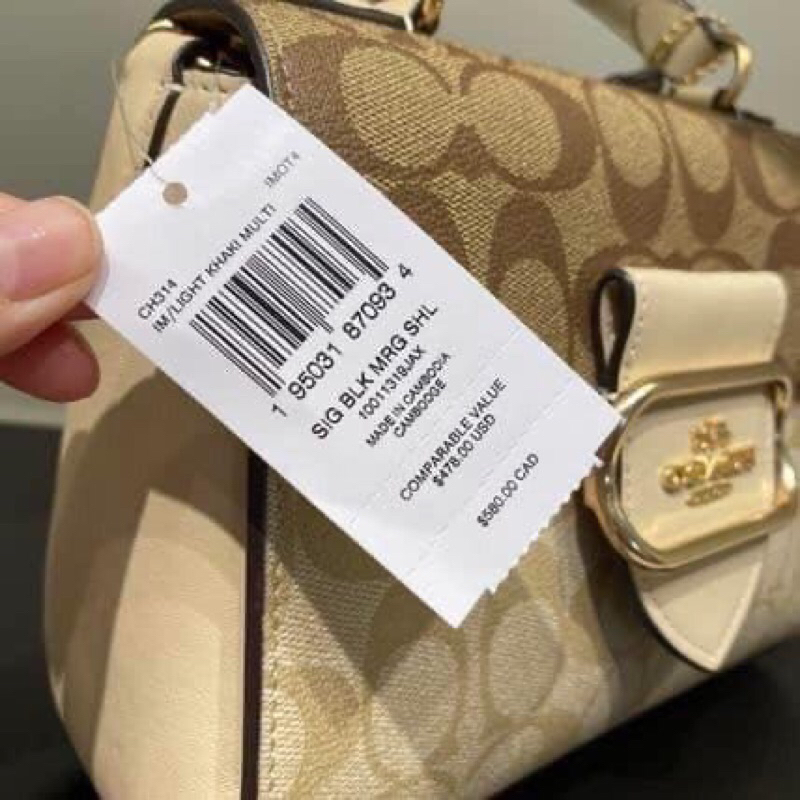 IMOT4
CH314
IM/LIGHT KHAKI MULTI
1 95031 87093 4
SIG BLK MRG SHL
10011319JAX
MADE IN CAMBODIA
CAMBODGE
COMPARABLE VALUE
$478.00 USD
$580.00 CAD
COACH